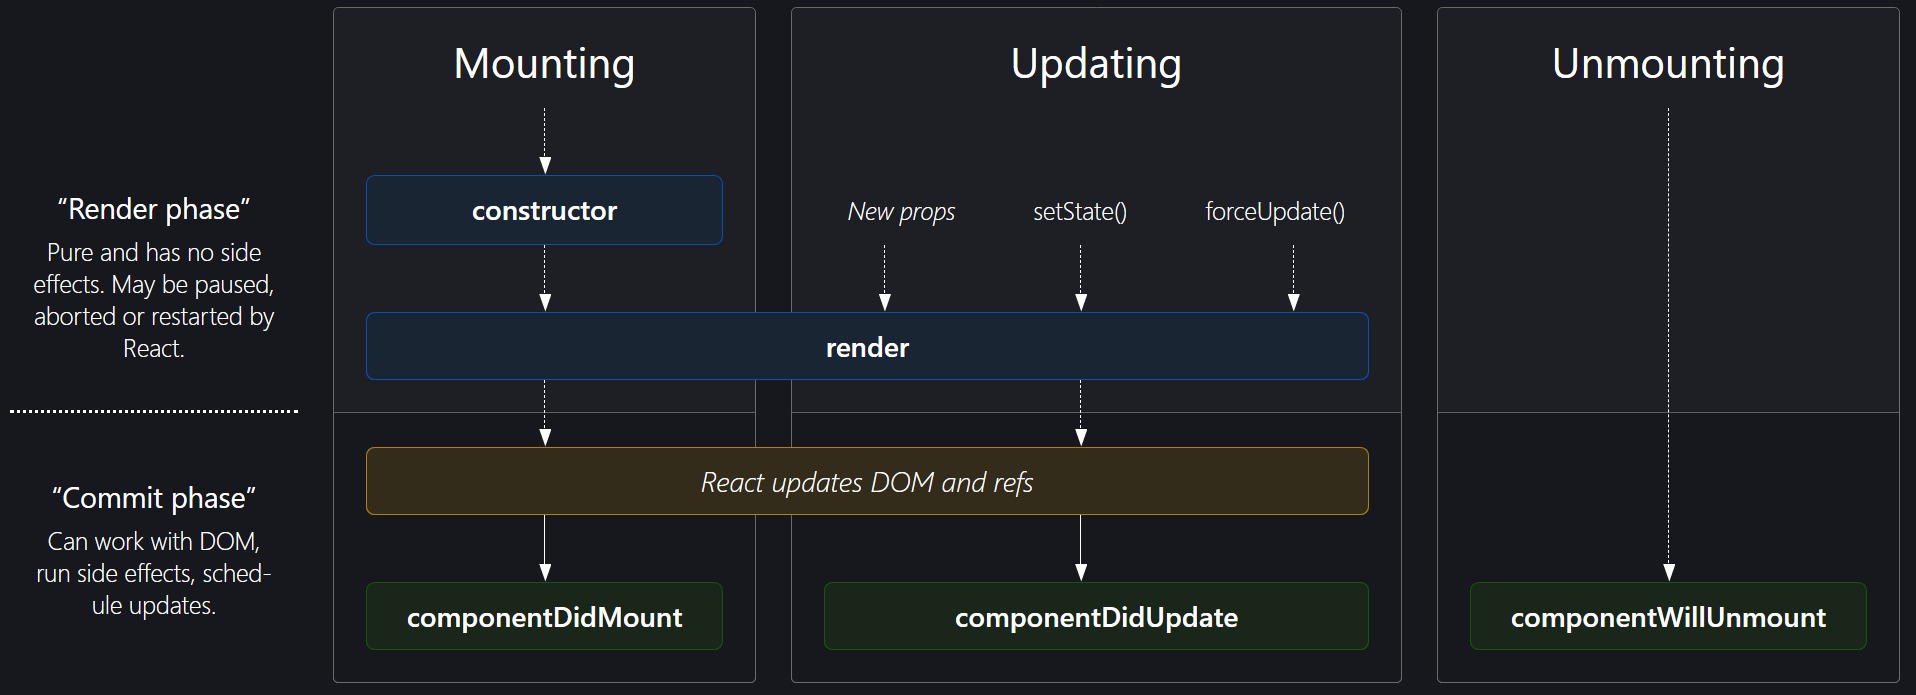 Mounting
Updating
Unmounting
“Render phase”
Pure and has no side
effects. May be paused,
aborted or restarted by
React.
constructor
New props
setState()
forceUpdate()
render
“Commit phase”
Can work with DOM,
run side effects, sched-
ule updates.
React updates DOM and refs
componentDidMount
componentDidUpdate
componentWillUnmount